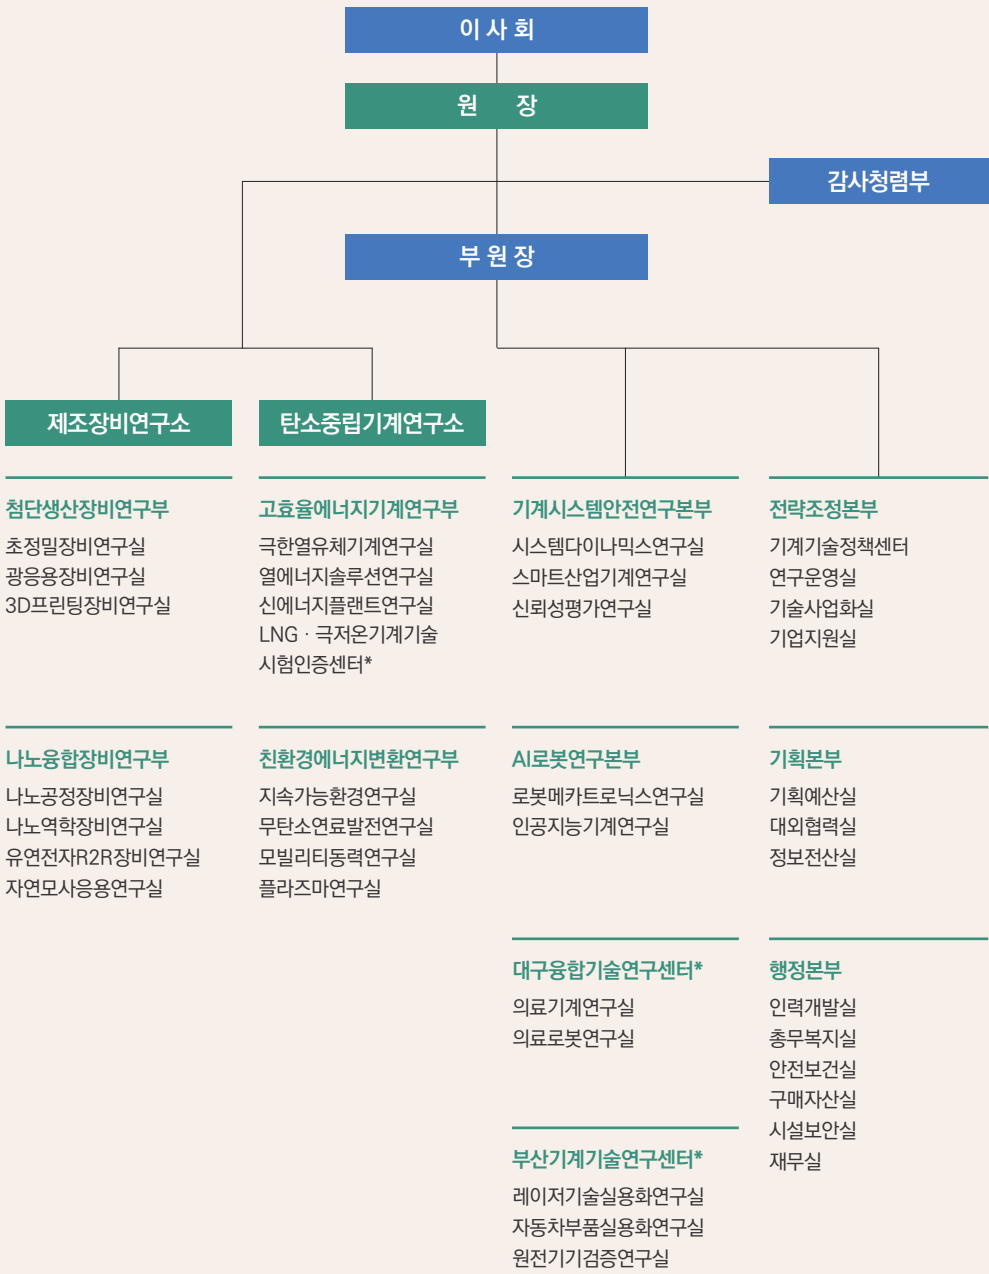 이 사 회
원 장
감사청렴부
부 원 장
제조장비연구소
탄소중립기계연구소
첨단생산장비연구부
초정밀장비연구실
광응용장비연구실
3D프린팅장비연구실
고효율에너지기계연구부
극한열유체기계연구실
열에너지솔루션연구실
신에너지플랜트연구실
LNG · 극저온기계기술
시험인증센터*
기계시스템안전연구본부
시스템다이나믹스연구실
스마트산업기계연구실
신뢰성평가연구실
전략조정본부
기계기술정책센터
연구운영실
기술사업화실
기업지원실
나노융합장비연구부
나노공정장비연구실
나노역학장비연구실
유연전자R2R장비연구실
자연모사응용연구실
친환경에너지변환연구부
지속가능환경연구실
무탄소연료발전연구실
모빌리티동력연구실
플라즈마연구실
AI로봇연구본부
로봇메카트로닉스연구실
인공지능기계연구실
기획본부
기획예산실
대외협력실
정보전산실
대구융합기술연구센터*
의료기계연구실
의료로봇연구실
행정본부
인력개발실
총무복지실
안전보건실
구매자산실
시설보안실
재무실
부산기계기술연구센터*
레이저기술실용화연구실
자동차부품실용화연구실
원전기기검증연구실